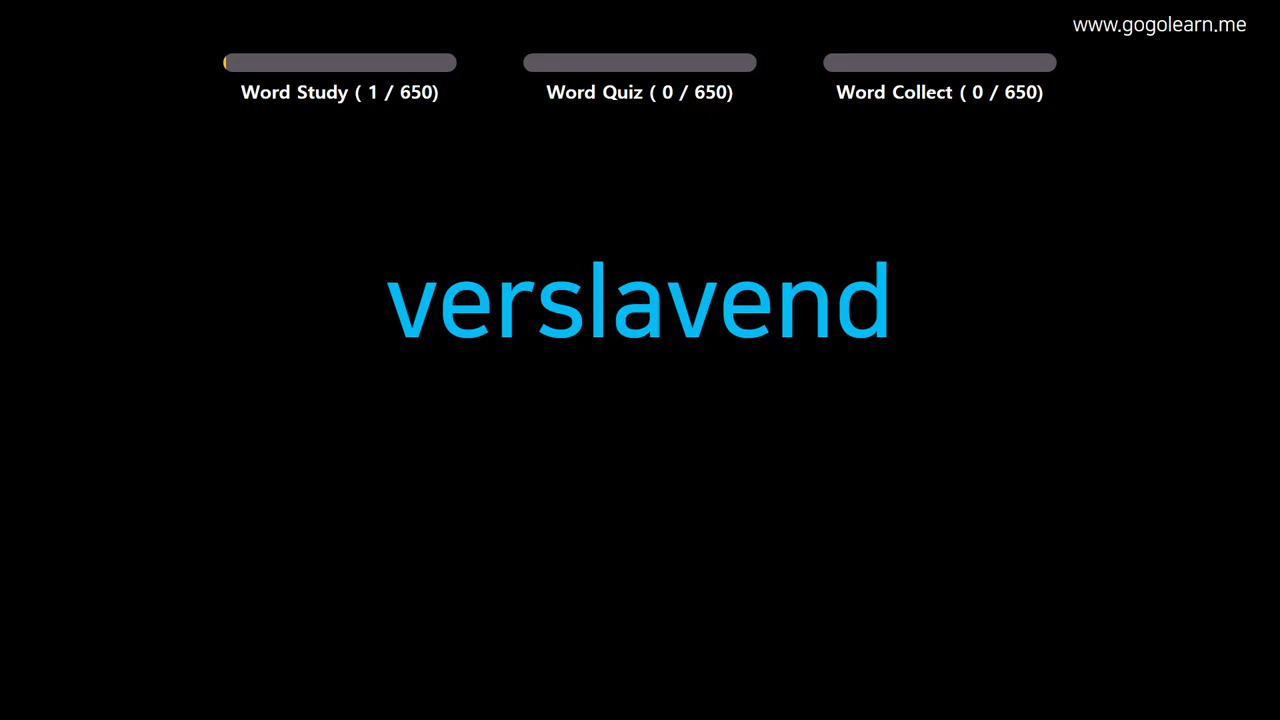 www.gogolearn.me
Word Study ( 1 / 650)
Word Quiz ( 0 / 650)
Word Collect ( 0 / 650)
verslavend